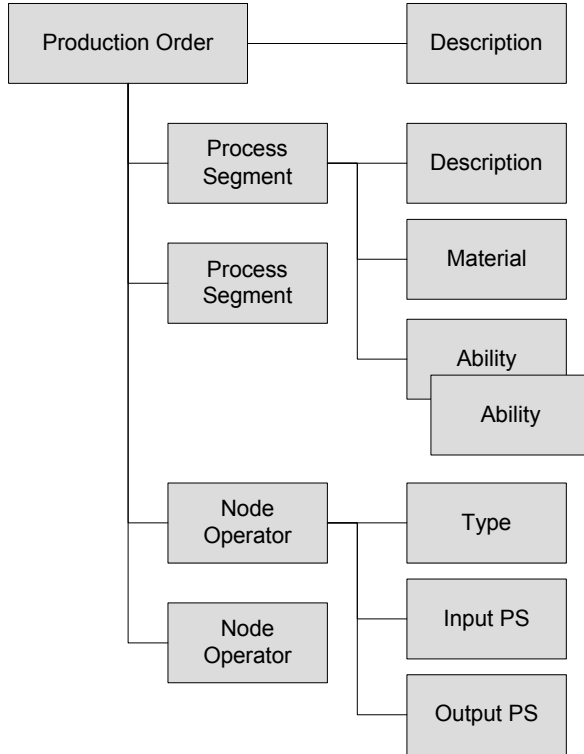 Production Order
Description
Process
Segment
Description
Process
Segment
Material
Ability
Ability
Node
Operator
Type
Node
Operator
Input PS
Output PS